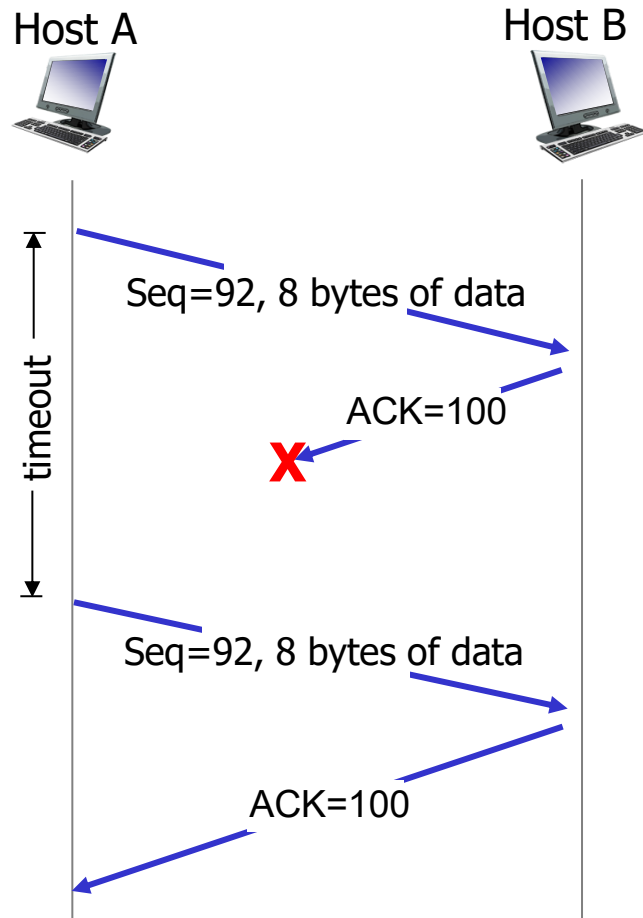 Host A
Host B
Seq=92, 8 bytes of data
ACK=100
X
timeout
Seq=92, 8 bytes of data
ACK=100